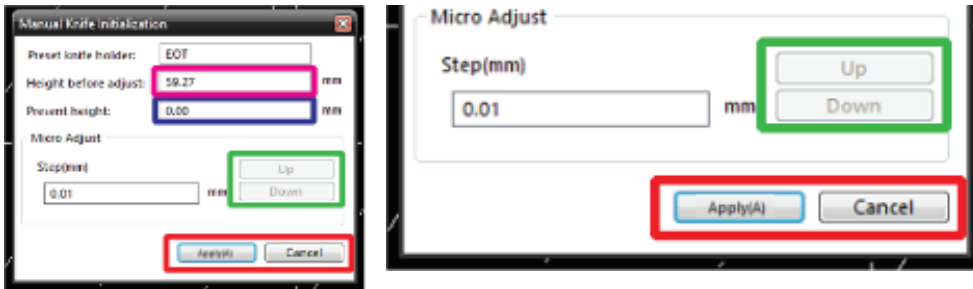 Manual Knife Initialization
Preset knife holder: EOT
Height before adjust: 59.27 mm
Present height: 0.00 mm
Micro Adjust
Step(mm)
Up
0.01 mm Down
Apply(A) Cancel
Micro Adjust
Step(mm)
Up
0.01 mm Down
Apply(A) Cancel